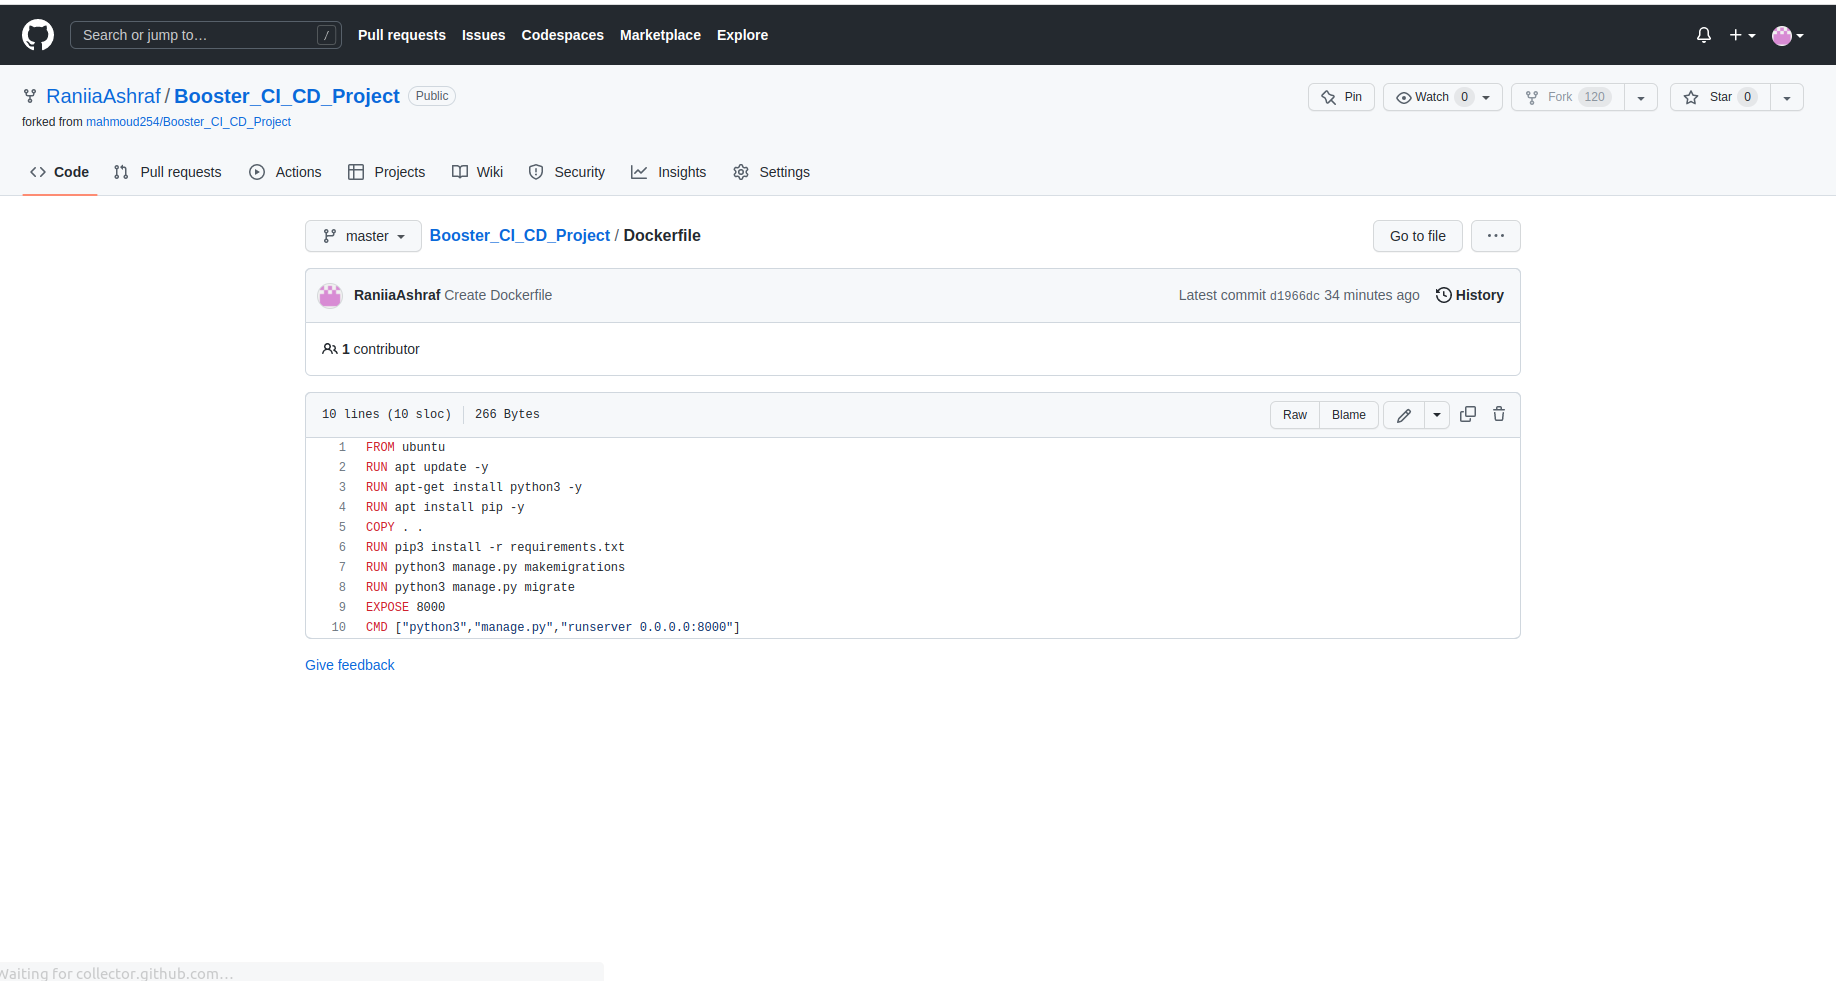 Search or jump to… /
Pull requests Issues Codespaces Marketplace Explore
RaniiaAshraf / Booster_CI_CD_Project Public
Pin Watch 0 Fork 120 Star 0
forked from mahmoud254/Booster_CI_CD_Project
Code Pull requests Actions Projects Wiki Security Insights Settings
master Booster_CI_CD_Project / Dockerfile Go to file ···
RaniiaAshraf Create Dockerfile Latest commit d1966dc 34 minutes ago History
1 contributor
10 lines (10 sloc) 266 Bytes Raw Blame
1 FROM ubuntu
2 RUN apt update -y
3 RUN apt-get install python3 -y
4 RUN apt install pip -y
5 COPY . .
6 RUN pip3 install -r requirements.txt
7 RUN python3 manage.py makemigrations
8 RUN python3 manage.py migrate
9 EXPOSE 8000
10 CMD ["python3","manage.py","runserver 0.0.0.0:8000"]
Give feedback
Waiting for collector.github.com…